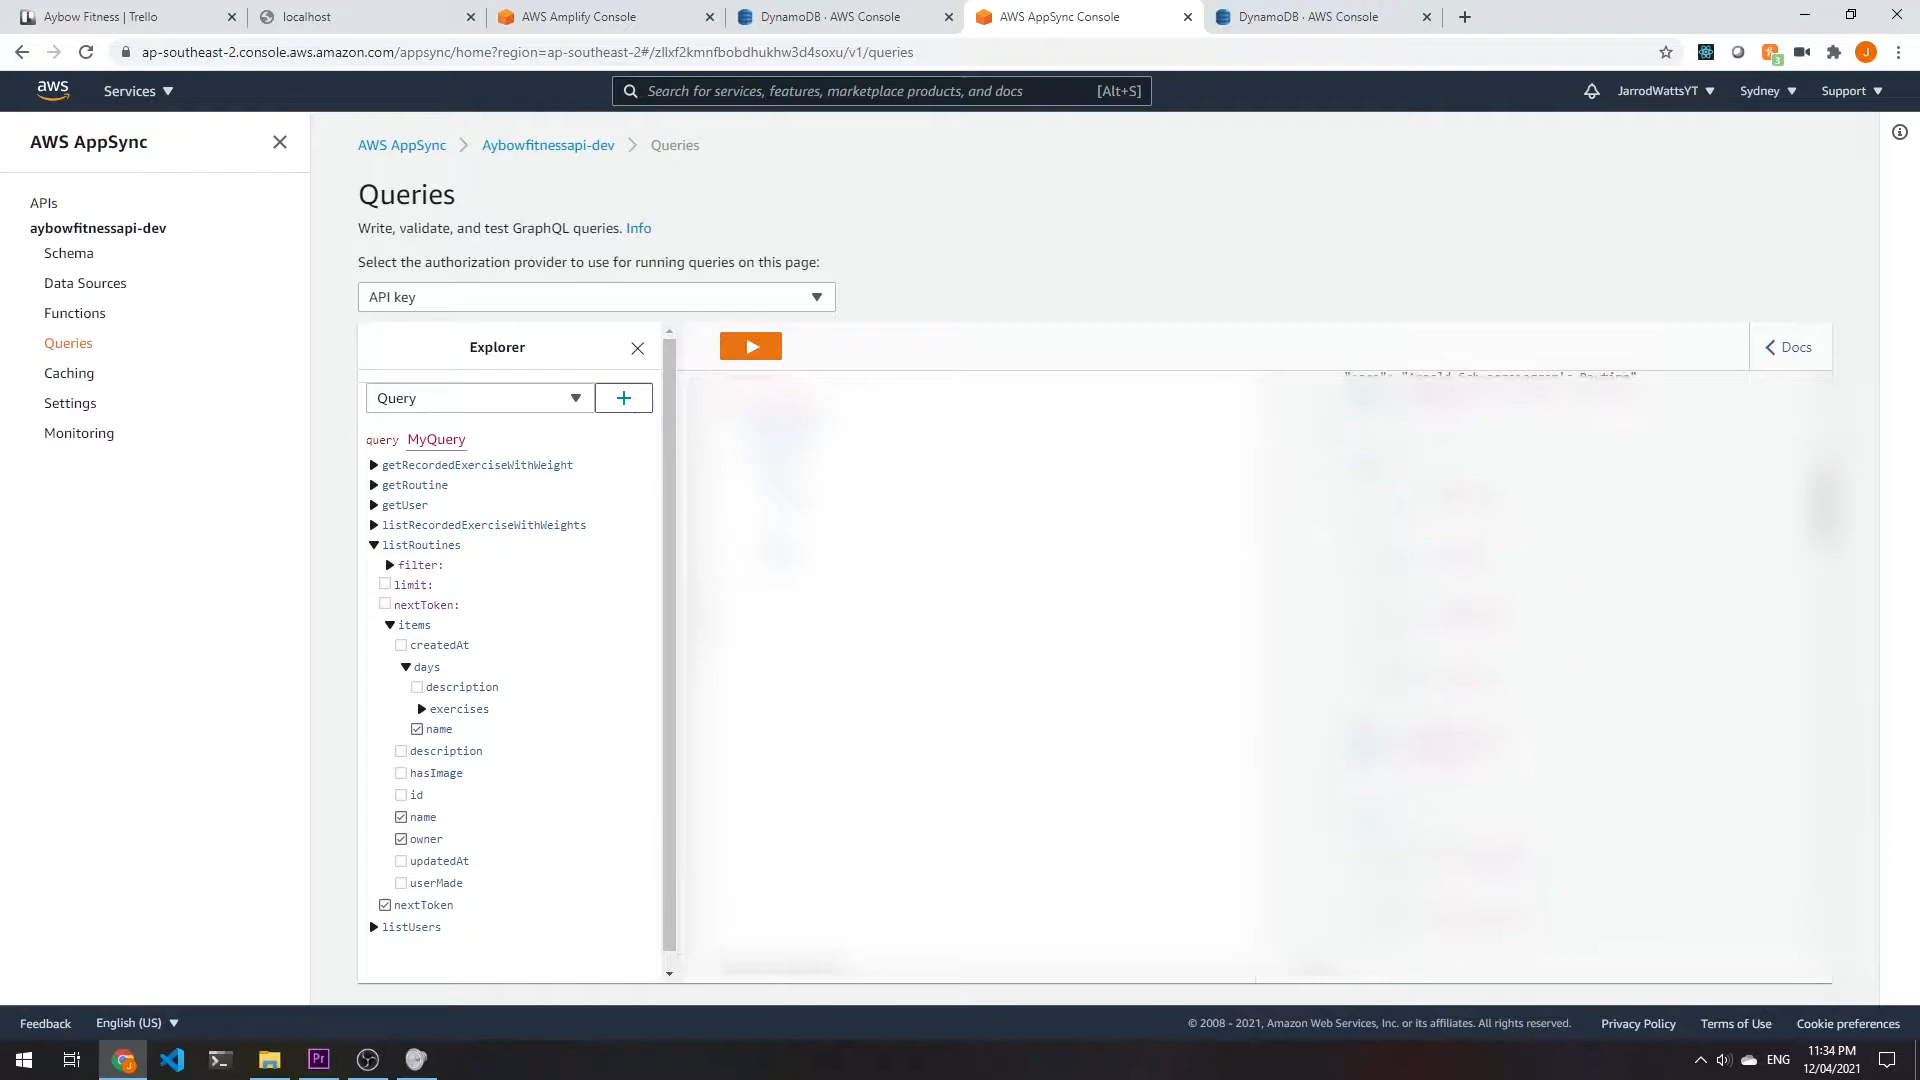 Aybow Fitness | Trello
localhost
AWS Amplify Console
DynamoDB · AWS Console
AWS AppSync Console
DynamoDB · AWS Console
ap-southeast-2.console.aws.amazon.com/appsync/home?region=ap-southeast-2#/zllxf2kmnfbobdhukhw3d4soxu/v1/queries
J
3
aws
Services
Search for services, features, marketplace products, and docs
[Alt+S]
JarrodWattsYT
Sydney
Support
AWS AppSync
APIs
aybowfitnessapi-dev
Schema
Data Sources
Functions
Queries
Caching
Settings
Monitoring
AWS AppSync
Aybowfitnessapi-dev
Queries
Queries
Write, validate, and test GraphQL queries. Info
Select the authorization provider to use for running queries on this page:
API key
Explorer
Docs
Query
query MyQuery
getRecordedExerciseWithWeight
getRoutine
getUser
listRecordedExerciseWithWeights
listRoutines
filter:
limit:
nextToken:
items
createdAt
days
description
exercises
name
description
hasImage
id
name
owner
updatedAt
userMade
nextToken
listUsers
Feedback
English (US)
© 2008 - 2021, Amazon Web Services, Inc. or its affiliates. All rights reserved.
Privacy Policy
Terms of Use
Cookie preferences
Pr
ENG
11:34 PM
12/04/2021